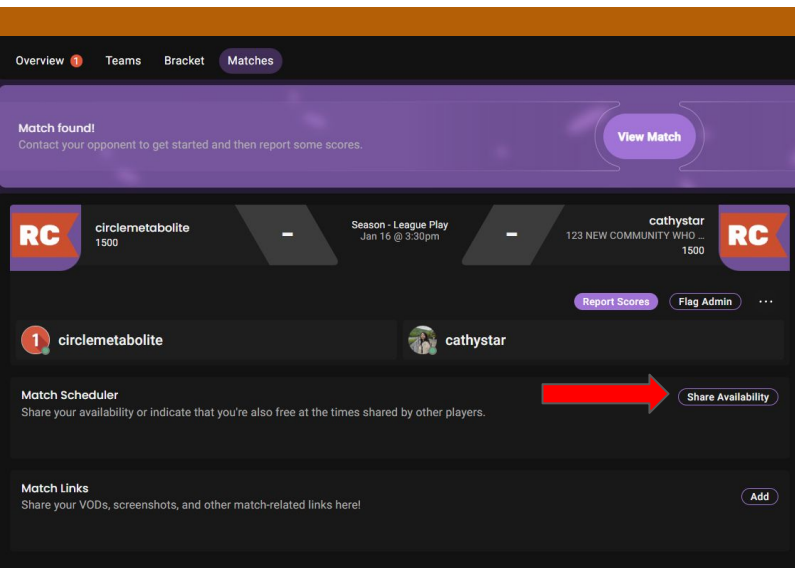 Overview 1 Teams Bracket Matches
Match found!
Contact your opponent to get started and then report some scores.
View Match
RC
circlemetabolite
1500
-
Season - League Play
Jan 16 @ 3:30pm
-
cathystar
123 NEW COMMUNITY WHO ...
1500
RC
Report Scores Flag Admin ...
1 circlemetabolite
cathystar
Match Scheduler
Share your availability or indicate that you're also free at the times shared by other players.
Share Availability
Match Links
Share your VODs, screenshots, and other match-related links here!
Add